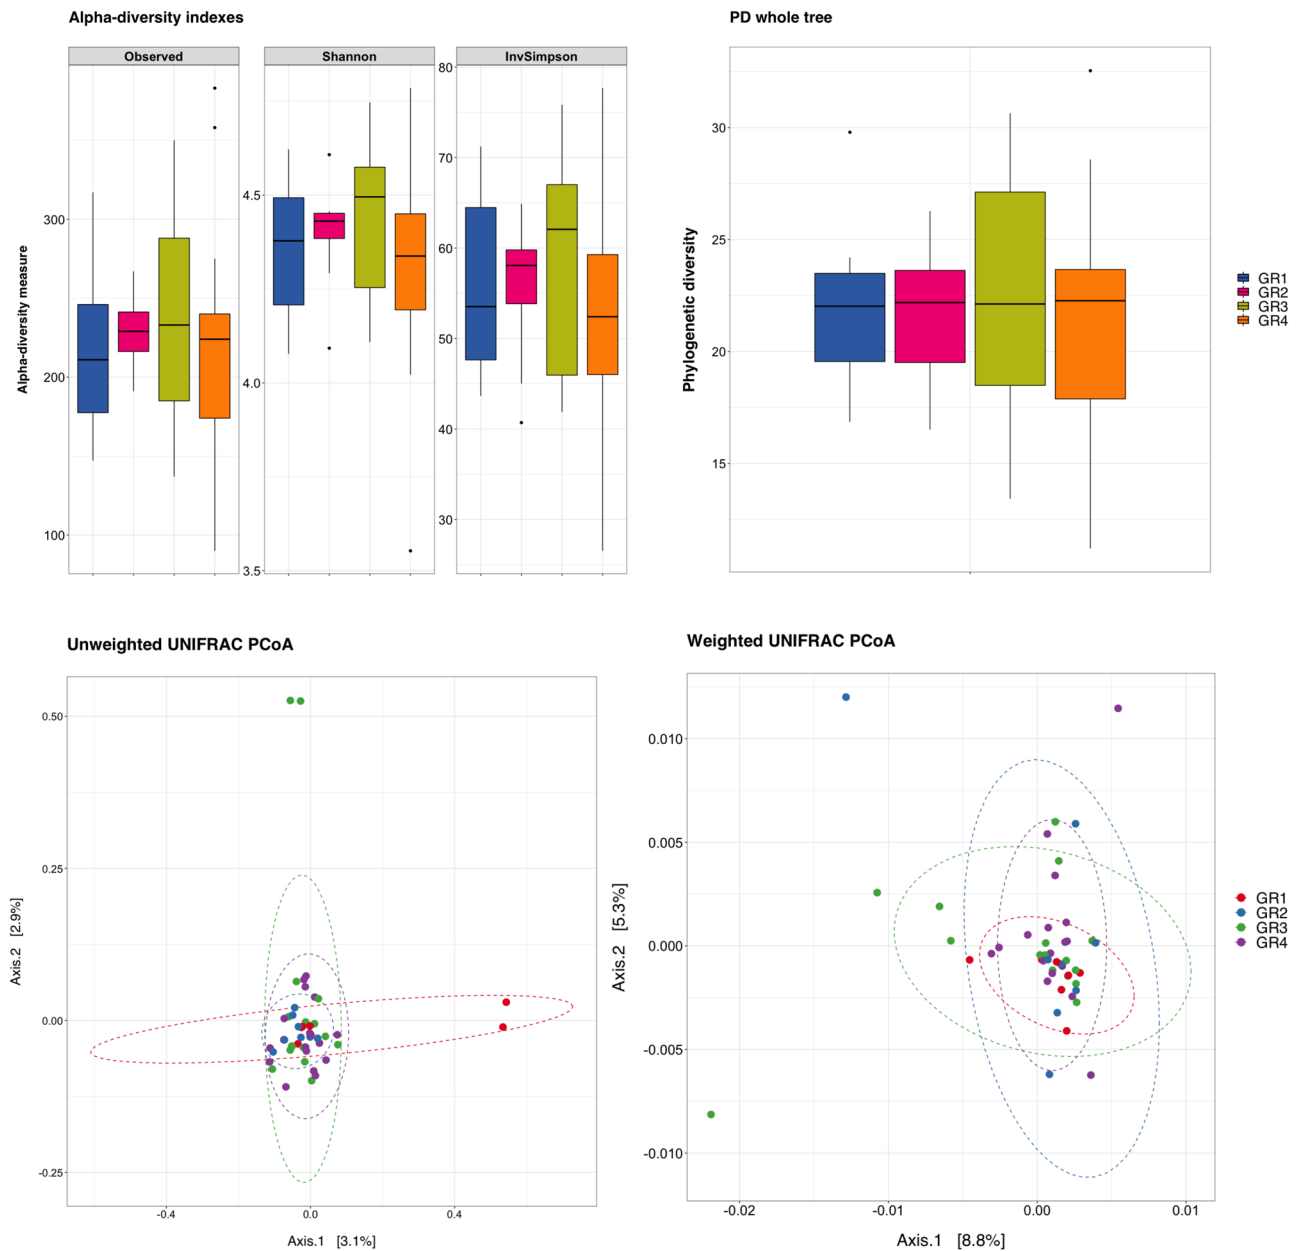 Alpha-diversity indexes
Observed
Shannon
InvSimpson
Alpha-diversity measure
300
200
100
4.5
4.0
3.5
80
70
60
50
40
30
PD whole tree
Phylogenetic diversity
30
25
20
15
GR1
GR2
GR3
GR4
Unweighted UNIFRAC PCoA
Axis.2 [2.9%]
0.50
0.25
0.00
-0.25
-0.4
0.0
0.4
Axis.1 [3.1%]
Weighted UNIFRAC PCoA
Axis.2 [5.3%]
0.010
0.005
0.000
-0.005
-0.010
-0.02
-0.01
0.00
0.01
Axis.1 [8.8%]
GR1
GR2
GR3
GR4